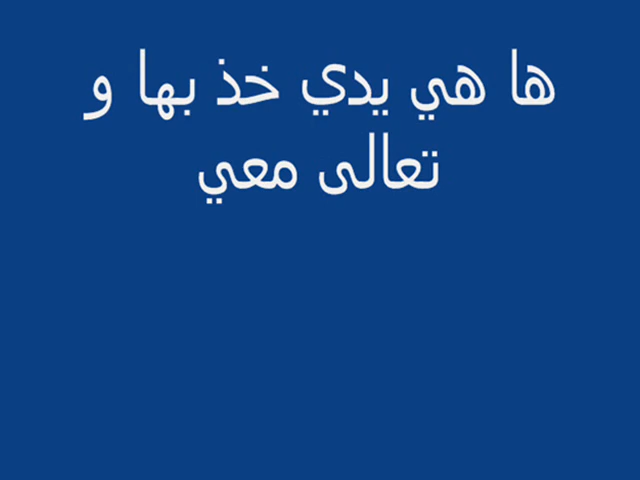 ها هي يدي خذ بها و
تعالى معي